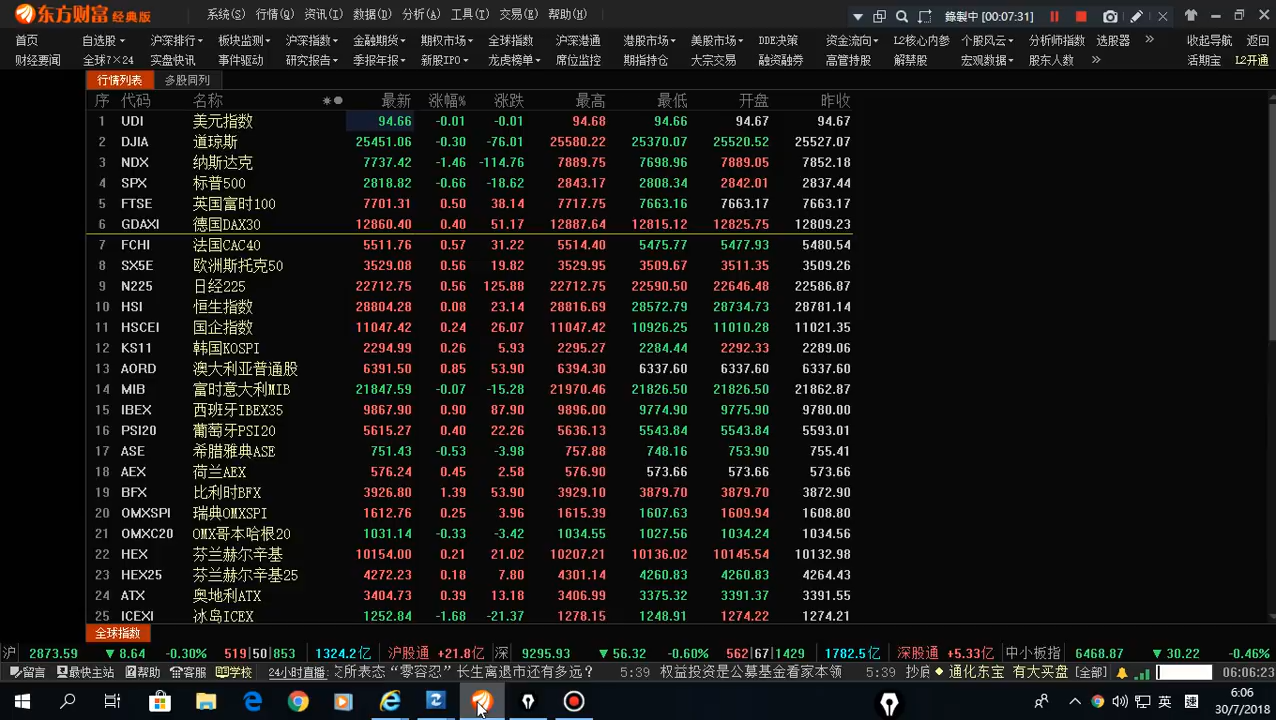 东方财富 经典版 系统(S) 行情(Q) 资讯(I) 数据(D) 分析(A) 工具(T) 交易(E) 帮助(H) 錄製中 [00:07:31]
首页 自选股 沪深排行 板块监测 沪深指数 金融期货 期权市场 全球指数 沪深港通 港股市场 美股市场 DDE决策 资金流向 L2核心内参 个股风云 分析师指数 选股器 » 收起导航 返回
财经要闻 全球7×24 实盘快讯 事件驱动 研究报告 季报年报 新股IPO 龙虎榜单 席位监控 期指持仓 大宗交易 融资融券 高管持股 解禁股 宏观数据 股东人数 » 活期宝 L2开通
行情列表 多股同列
序 代码 名称 最新 涨幅% 涨跌 最高 最低 开盘 昨收
1 UDI 美元指数 94.66 -0.01 -0.01 94.68 94.66 94.67 94.67
2 DJIA 道琼斯 25451.06 -0.30 -76.01 25580.22 25370.07 25520.52 25527.07
3 NDX 纳斯达克 7737.42 -1.46 -114.76 7889.75 7698.96 7889.05 7852.18
4 SPX 标普500 2818.82 -0.66 -18.62 2843.17 2808.34 2842.01 2837.44
5 FTSE 英国富时100 7701.31 0.50 38.14 7717.75 7663.16 7663.17 7663.17
6 GDAXI 德国DAX30 12860.40 0.40 51.17 12887.64 12815.12 12825.75 12809.23
7 FCHI 法国CAC40 5511.76 0.57 31.22 5514.40 5475.77 5477.93 5480.54
8 SX5E 欧洲斯托克50 3529.08 0.56 19.82 3529.95 3509.67 3511.35 3509.26
9 N225 日经225 22712.75 0.56 125.88 22712.75 22590.50 22646.48 22586.87
10 HSI 恒生指数 28804.28 0.08 23.14 28816.69 28572.79 28734.73 28781.14
11 HSCEI 国企指数 11047.42 0.24 26.07 11047.42 10926.25 11010.28 11021.35
12 KS11 韩国KOSPI 2294.99 0.26 5.93 2295.27 2284.44 2292.33 2289.06
13 AORD 澳大利亚普通股 6391.50 0.85 53.90 6394.30 6337.60 6337.60 6337.60
14 MIB 富时意大利MIB 21847.59 -0.07 -15.28 21970.46 21826.50 21826.50 21862.87
15 IBEX 西班牙IBEX35 9867.90 0.90 87.90 9896.00 9774.90 9775.90 9780.00
16 PSI20 葡萄牙PSI20 5615.27 0.40 22.26 5636.13 5543.84 5543.84 5593.01
17 ASE 希腊雅典ASE 751.43 -0.53 -3.98 757.88 748.16 753.90 755.41
18 AEX 荷兰AEX 576.24 0.45 2.58 576.90 573.66 573.66 573.66
19 BFX 比利时BFX 3926.80 1.39 53.90 3929.10 3879.70 3879.70 3872.90
20 OMXSPI 瑞典OMXSPI 1612.76 0.25 3.96 1615.39 1607.63 1609.94 1608.80
21 OMXC20 OMX哥本哈根20 1031.14 -0.33 -3.42 1034.55 1027.56 1034.24 1034.56
22 HEX 芬兰赫尔辛基 10154.00 0.21 21.02 10207.21 10136.02 10145.54 10132.98
23 HEX25 芬兰赫尔辛基25 4272.23 0.18 7.80 4301.14 4260.83 4260.83 4264.43
24 ATX 奥地利ATX 3404.73 0.39 13.18 3406.99 3375.32 3391.37 3391.55
25 ICEXI 冰岛ICEX 1252.84 -1.68 -21.37 1278.15 1248.91 1274.22 1274.21
全球指数
沪 2873.59 ▼8.64 -0.30% 519|50|853 1324.2亿 沪股通 +21.8亿 深 9295.93 ▼56.32 -0.60% 562|67|1429 1782.5亿 深股通 +5.33亿 中小板指 6468.87 ▼30.22 -0.46%
留言 最快主站 帮助 客服 学校 24小时直播 所表态“零容忍”长生离退市还有多远? 5:39 权益投资是公募基金看家本领 5:39 抄底 ◆ 通化东宝 有大买盘 [全部] 06:06:23
英 6:06
30/7/2018